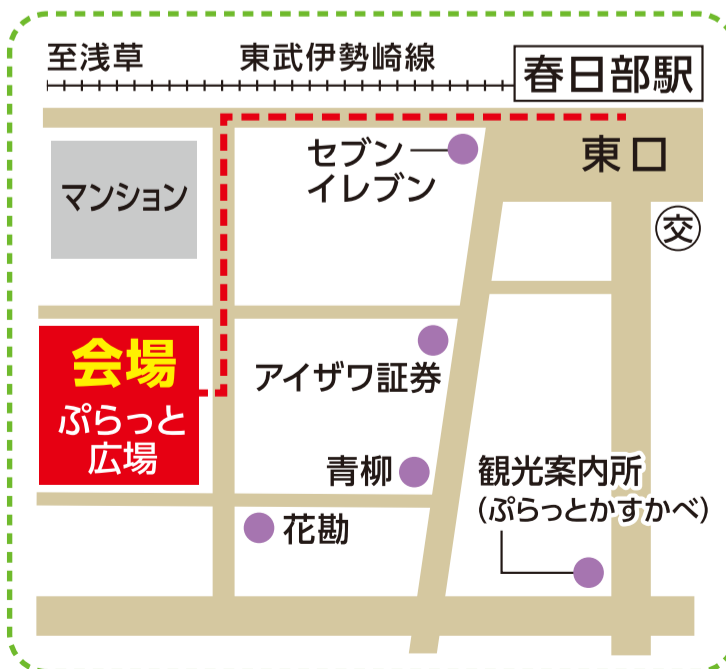 至浅草
東武伊勢崎線
春日部駅
セブン
イレブン
東口
マンション
交
会場
ぷらっと
広場
アイザワ証券
青柳
観光案内所
(ぷらっとかすかべ)
花勘